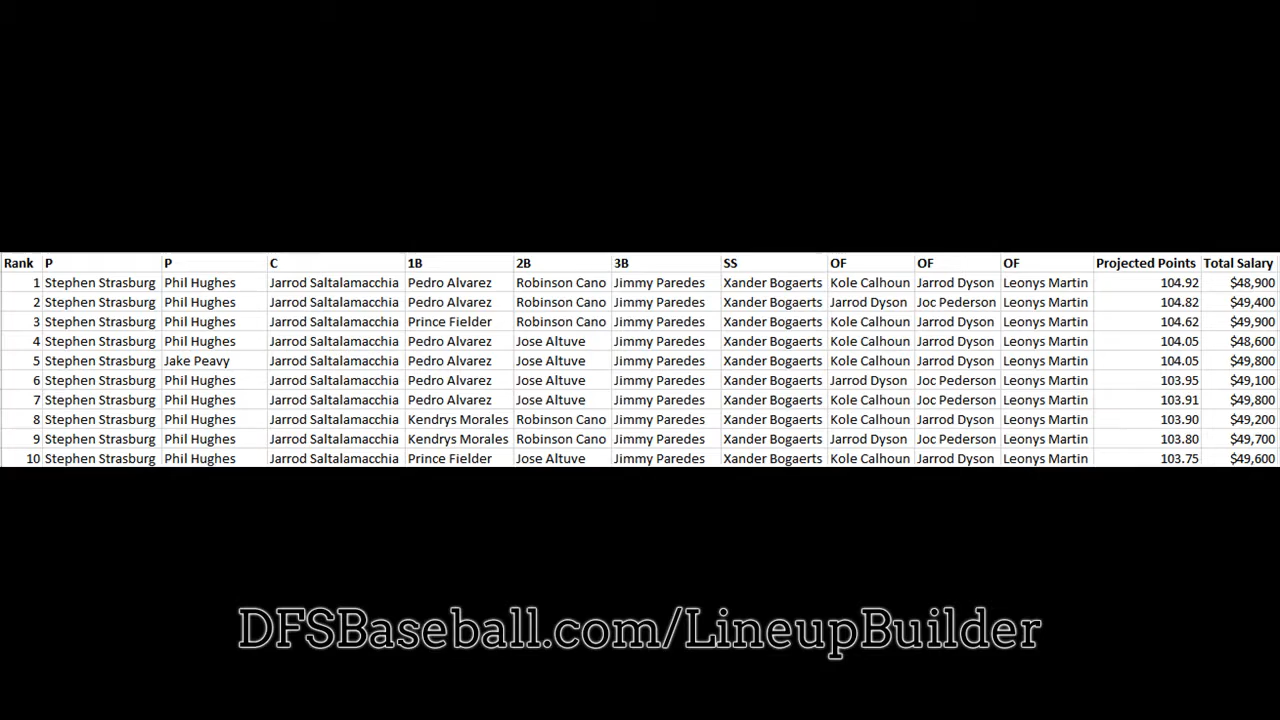 Rank P P C 1B 2B 3B SS OF OF OF Projected Points Total Salary
1 Stephen Strasburg Phil Hughes Jarrod Saltalamacchia Pedro Alvarez Robinson Cano Jimmy Paredes Xander Bogaerts Kole Calhoun Jarrod Dyson Leonys Martin 104.92 $48,900
2 Stephen Strasburg Phil Hughes Jarrod Saltalamacchia Pedro Alvarez Robinson Cano Jimmy Paredes Xander Bogaerts Jarrod Dyson Joc Pederson Leonys Martin 104.82 $49,400
3 Stephen Strasburg Phil Hughes Jarrod Saltalamacchia Prince Fielder Robinson Cano Jimmy Paredes Xander Bogaerts Kole Calhoun Jarrod Dyson Leonys Martin 104.62 $49,900
4 Stephen Strasburg Phil Hughes Jarrod Saltalamacchia Pedro Alvarez Jose Altuve Jimmy Paredes Xander Bogaerts Kole Calhoun Jarrod Dyson Leonys Martin 104.05 $48,600
5 Stephen Strasburg Jake Peavy Jarrod Saltalamacchia Pedro Alvarez Jose Altuve Jimmy Paredes Xander Bogaerts Kole Calhoun Jarrod Dyson Leonys Martin 104.05 $49,800
6 Stephen Strasburg Phil Hughes Jarrod Saltalamacchia Pedro Alvarez Jose Altuve Jimmy Paredes Xander Bogaerts Jarrod Dyson Joc Pederson Leonys Martin 103.95 $49,100
7 Stephen Strasburg Phil Hughes Jarrod Saltalamacchia Pedro Alvarez Jose Altuve Jimmy Paredes Xander Bogaerts Kole Calhoun Joc Pederson Leonys Martin 103.91 $49,800
8 Stephen Strasburg Phil Hughes Jarrod Saltalamacchia Kendrys Morales Robinson Cano Jimmy Paredes Xander Bogaerts Kole Calhoun Jarrod Dyson Leonys Martin 103.90 $49,200
9 Stephen Strasburg Phil Hughes Jarrod Saltalamacchia Kendrys Morales Robinson Cano Jimmy Paredes Xander Bogaerts Jarrod Dyson Joc Pederson Leonys Martin 103.80 $49,700
10 Stephen Strasburg Phil Hughes Jarrod Saltalamacchia Prince Fielder Jose Altuve Jimmy Paredes Xander Bogaerts Kole Calhoun Jarrod Dyson Leonys Martin 103.75 $49,600
DFSBaseball.com/LineupBuilder